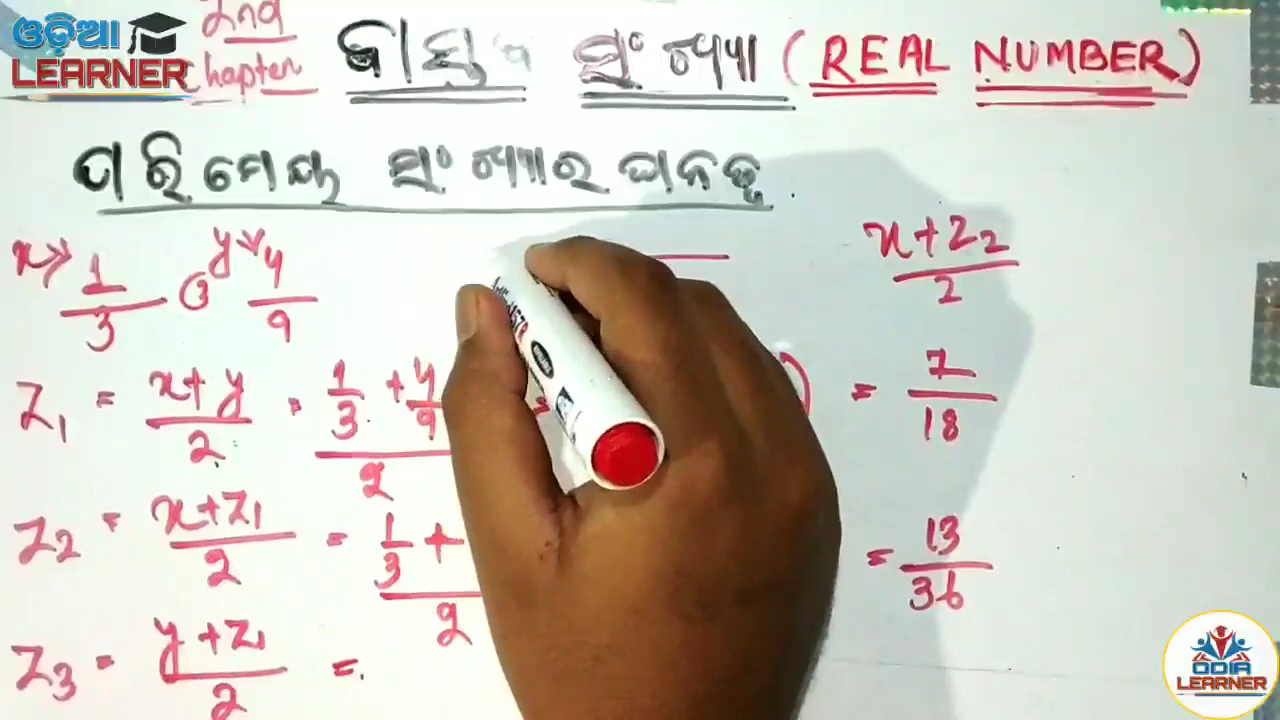 ଓଡ଼ିଆ
LEARNER
2nd
Chapter
ବାସ୍ତବ ସଂଖ୍ୟା (REAL NUMBER)
ପରିମେୟ ସଂଖ୍ୟାର ଘନତ୍ୱ
x→ 1/3 ଓ y→ 4/9
x+Z2/2
Z1 = x+y/2 = 1/3 + 4/9 / 2 = ) = 7/18
Z2 = x+Z1/2 = 1/3 + / 2 = 13/36
Z3 = y+Z1/2 =
ODIA
LEARNER